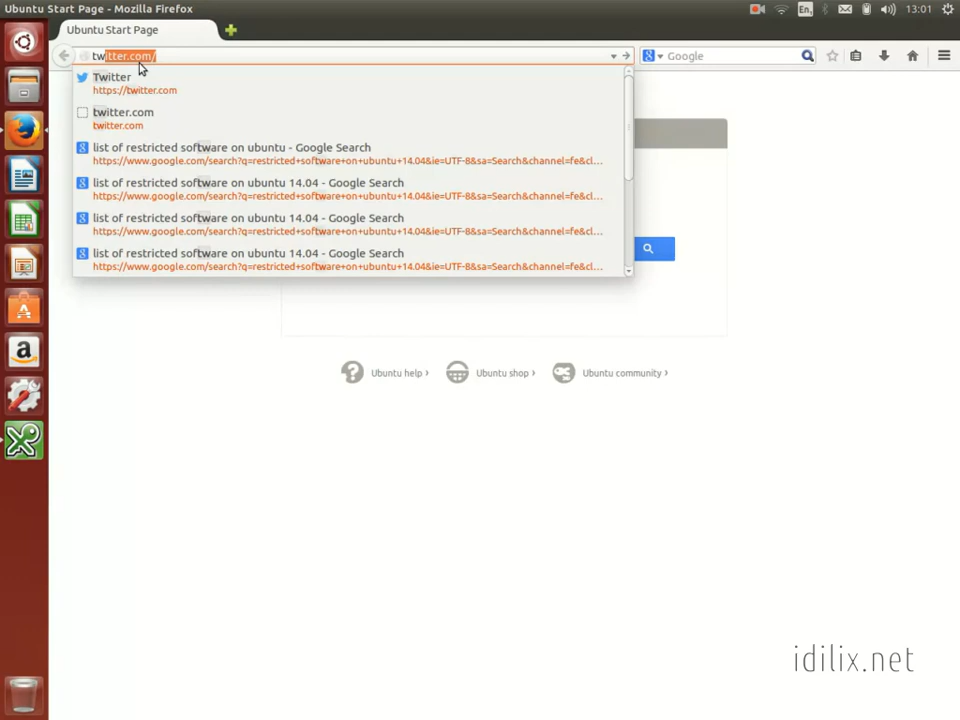 Ubuntu Start Page - Mozilla Firefox
En
13:01
Ubuntu Start Page
twitter.com/
Google
Twitter
https://twitter.com
twitter.com
twitter.com
list of restricted software on ubuntu - Google Search
https://www.google.com/search?q=restricted+software+on+ubuntu+14.04&ie=UTF-8&sa=Search&channel=fe&cl...
list of restricted software on ubuntu 14.04 - Google Search
https://www.google.com/search?q=restricted+software+on+ubuntu+14.04&ie=UTF-8&sa=Search&channel=fe&cl...
list of restricted software on ubuntu 14.04 - Google Search
https://www.google.com/search?q=restricted+software+on+ubuntu+14.04&ie=UTF-8&sa=Search&channel=fe&cl...
list of restricted software on ubuntu 14.04 - Google Search
https://www.google.com/search?q=restricted+software+on+ubuntu+14.04&ie=UTF-8&sa=Search&channel=fe&cl...
Ubuntu help ›
Ubuntu shop ›
Ubuntu community ›
idilix.net